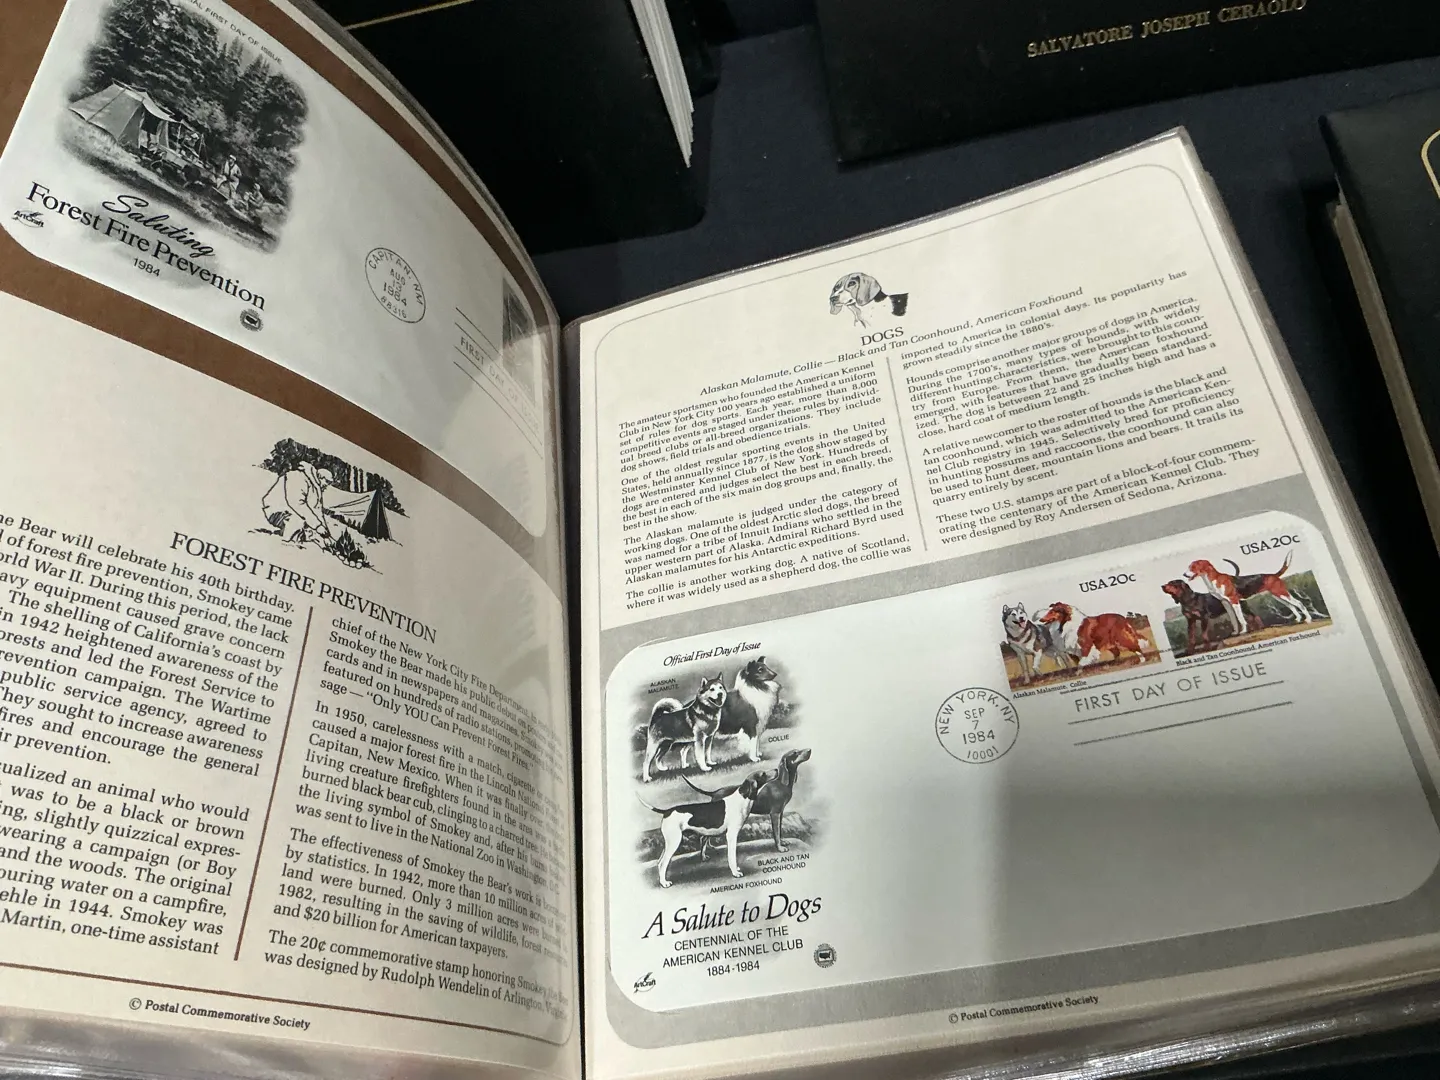 SALVATORE JOSEPH CERAOLO
FIRST DAY OF ISSUE
Saluting
Forest Fire Prevention
1984
ArtCraft
CAPITAN, NM
AUG
13
1984
88316
FIRST DAY OF
FOREST FIRE PREVENTION
Bear will celebrate his 40th birthday.
of forest fire prevention, Smokey came
World War II. During this period, the lack
heavy equipment caused grave concern
The shelling of California's coast by
in 1942 heightened awareness of the
forests and led the Forest Service to
prevention campaign. The Wartime
public service agency, agreed to
They sought to increase awareness
fires and encourage the general
prevention.
an animal who would
was to be a black or brown
slightly quizzical expres-
wearing a campaign (or Boy
and the woods. The original
pouring water on a campfire,
in 1944. Smokey was
Martin, one-time assistant
chief of the New York City Fire Department
Smokey the Bear made his public debut on
cards and in newspapers and magazines.
featured on hundreds of radio stations,
sage — "Only YOU Can Prevent Forest Fires."
In 1950, carelessness with a match, cigarette
caused a major forest fire in the Lincoln National
Capitan, New Mexico. When it was finally
living creature firefighters found in the area was
burned black bear cub, clinging to a charred tree.
the living symbol of Smokey and, after his
was sent to live in the National Zoo in Washington, D.C.
The effectiveness of Smokey the Bear's work is
by statistics. In 1942, more than 10 million acres of
land were burned. Only 3 million acres were burned
1982, resulting in the saving of wildlife, forest
and $20 billion for American taxpayers.
The 20¢ commemorative stamp honoring Smokey
was designed by Rudolph Wendelin of Arlington,
© Postal Commemorative Society
DOGS
Alaskan Malamute, Collie — Black and Tan Coonhound, American Foxhound
The amateur sportsmen who founded the American Kennel
Club in New York City 100 years ago established a uniform
set of rules for dog sports. Each year, more than 8,000
competitive events are staged under these rules by individ-
ual breed clubs or all-breed organizations. They include
dog shows, field trials and obedience trials.
One of the oldest regular sporting events in the United
States, held annually since 1877, is the dog show staged by
the Westminster Kennel Club of New York. Hundreds of
dogs are entered and judges select the best in each breed,
the best in each of the six main dog groups and, finally, the
best in the show.
The Alaskan malamute is judged under the category of
working dogs. One of the oldest Arctic sled dogs, the breed
was named for a tribe of Innuit Indians who settled in the
upper western part of Alaska. Admiral Richard Byrd used
Alaskan malamutes for his Antarctic expeditions.
The collie is another working dog. A native of Scotland,
where it was widely used as a shepherd dog, the collie was
imported to America in colonial days. Its popularity has
grown steadily since the 1880's.
Hounds comprise another major groups of dogs in America.
During the 1700's, many types of hounds, with widely
different hunting characteristics, were brought to this coun-
try from Europe. From them, the American foxhound
emerged, with features that have gradually been standard-
ized. The dog is between 22 and 25 inches high and has a
close, hard coat of medium length.
A relative newcomer to the roster of hounds is the black and
tan coonhound, which was admitted to the American Ken-
nel Club registry in 1945. Selectively bred for proficiency
in hunting possums and raccoons, the coonhound can also
be used to hunt deer, mountain lions and bears. It trails its
quarry entirely by scent.
These two U.S. stamps are part of a block-of-four commem-
orating the centenary of the American Kennel Club. They
were designed by Roy Andersen of Sedona, Arizona.
Official First Day of Issue
ALASKAN
MALAMUTE
COLLIE
BLACK AND TAN
COONHOUND
AMERICAN FOXHOUND
A Salute to Dogs
CENTENNIAL OF THE
AMERICAN KENNEL CLUB
1884-1984
ArtCraft
USA 20c
Alaskan Malamute, Collie
USA 20c
Black and Tan Coonhound, American Foxhound
NEW YORK, NY
SEP
7
1984
10001
FIRST DAY OF ISSUE
© Postal Commemorative Society